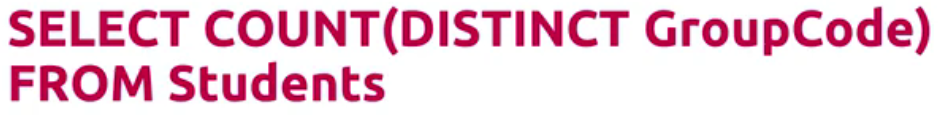 SELECT COUNT(DISTINCT GroupCode)
FROM Students